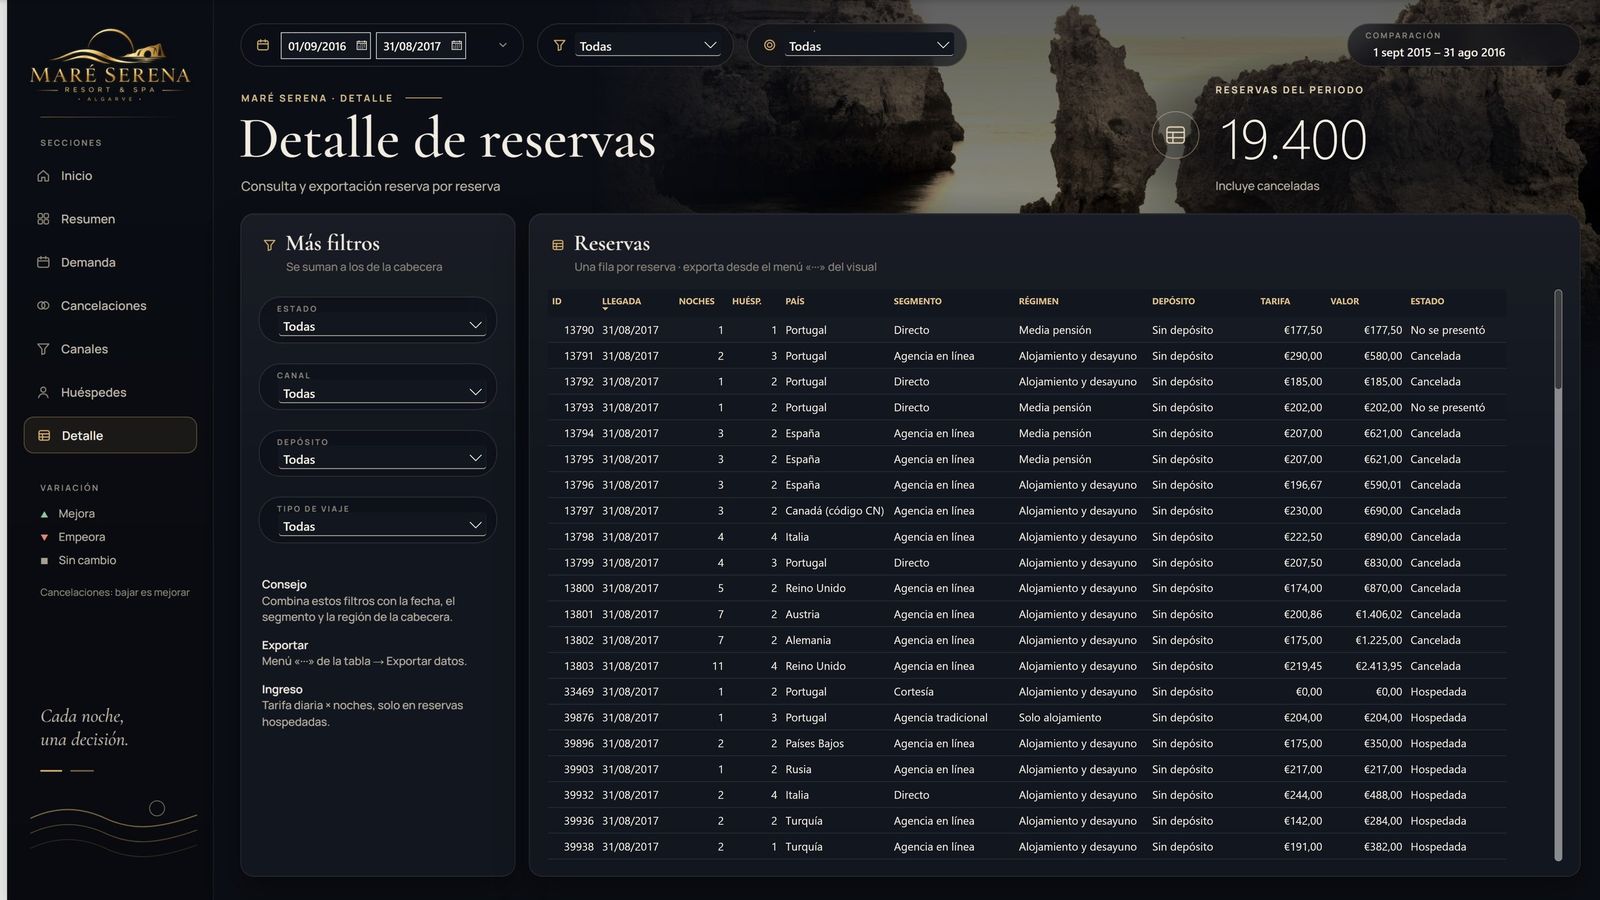 MARÉ SERENA
RESORT & SPA
· ALGARVE ·
SECCIONES
Inicio
Resumen
Demanda
Cancelaciones
Canales
Huéspedes
Detalle
VARIACIÓN
▲ Mejora
▼ Empeora
■ Sin cambio
Cancelaciones: bajar es mejorar
Cada noche,
una decisión.
01/09/2016 31/08/2017
Todas
Todas
COMPARACIÓN
1 sept 2015 – 31 ago 2016
MARÉ SERENA · DETALLE
Detalle de reservas
Consulta y exportación reserva por reserva
RESERVAS DEL PERIODO
19.400
Incluye canceladas
Más filtros
Se suman a los de la cabecera
ESTADO
Todas
CANAL
Todas
DEPÓSITO
Todas
TIPO DE VIAJE
Todas
Consejo
Combina estos filtros con la fecha, el
segmento y la región de la cabecera.
Exportar
Menú «···» de la tabla → Exportar datos.
Ingreso
Tarifa diaria × noches, solo en reservas
hospedadas.
Reservas
Una fila por reserva · exporta desde el menú «···» del visual
ID LLEGADA NOCHES HUÉSP. PAÍS SEGMENTO RÉGIMEN DEPÓSITO TARIFA VALOR ESTADO
13790 31/08/2017 1 1 Portugal Directo Media pensión Sin depósito €177,50 €177,50 No se presentó
13791 31/08/2017 2 3 Portugal Agencia en línea Alojamiento y desayuno Sin depósito €290,00 €580,00 Cancelada
13792 31/08/2017 1 2 Portugal Directo Alojamiento y desayuno Sin depósito €185,00 €185,00 Cancelada
13793 31/08/2017 1 2 Portugal Directo Media pensión Sin depósito €202,00 €202,00 No se presentó
13794 31/08/2017 3 2 España Agencia en línea Media pensión Sin depósito €207,00 €621,00 Cancelada
13795 31/08/2017 3 2 España Agencia en línea Media pensión Sin depósito €207,00 €621,00 Cancelada
13796 31/08/2017 3 2 España Agencia en línea Alojamiento y desayuno Sin depósito €196,67 €590,01 Cancelada
13797 31/08/2017 3 2 Canadá (código CN) Agencia en línea Alojamiento y desayuno Sin depósito €230,00 €690,00 Cancelada
13798 31/08/2017 4 4 Italia Agencia en línea Alojamiento y desayuno Sin depósito €222,50 €890,00 Cancelada
13799 31/08/2017 4 3 Portugal Directo Alojamiento y desayuno Sin depósito €207,50 €830,00 Cancelada
13800 31/08/2017 5 2 Reino Unido Agencia en línea Alojamiento y desayuno Sin depósito €174,00 €870,00 Cancelada
13801 31/08/2017 7 2 Austria Agencia en línea Alojamiento y desayuno Sin depósito €200,86 €1.406,02 Cancelada
13802 31/08/2017 7 2 Alemania Agencia en línea Alojamiento y desayuno Sin depósito €175,00 €1.225,00 Cancelada
13803 31/08/2017 11 4 Reino Unido Agencia en línea Alojamiento y desayuno Sin depósito €219,45 €2.413,95 Cancelada
33469 31/08/2017 1 2 Portugal Cortesía Alojamiento y desayuno Sin depósito €0,00 €0,00 Hospedada
39876 31/08/2017 1 3 Portugal Agencia tradicional Solo alojamiento Sin depósito €204,00 €204,00 Hospedada
39896 31/08/2017 2 2 Países Bajos Agencia en línea Alojamiento y desayuno Sin depósito €175,00 €350,00 Hospedada
39903 31/08/2017 1 2 Rusia Agencia en línea Alojamiento y desayuno Sin depósito €217,00 €217,00 Hospedada
39932 31/08/2017 2 4 Italia Directo Alojamiento y desayuno Sin depósito €244,00 €488,00 Hospedada
39936 31/08/2017 2 2 Turquía Agencia en línea Alojamiento y desayuno Sin depósito €142,00 €284,00 Hospedada
39938 31/08/2017 2 1 Turquía Agencia en línea Alojamiento y desayuno Sin depósito €191,00 €382,00 Hospedada